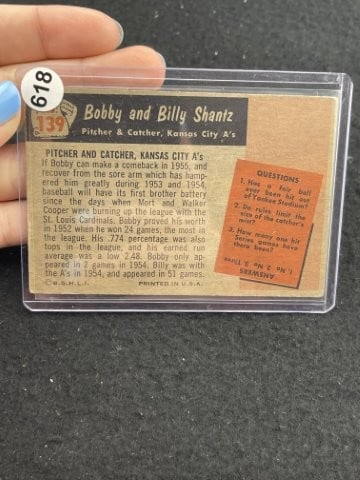 618
139
Bobby and Billy Shantz
Pitcher & Catcher, Kansas City A's
PITCHER AND CATCHER, KANSAS CITY A's
If Bobby can make a comeback in 1955, and
recover from the sore arm which has hamp-
ered him greatly during 1953 and 1954,
baseball will have its first brother battery
since the days when Mort and Walker
Cooper were burning up the league with the
St. Louis Cardinals. Bobby proved his worth
in 1952 when he won 24 games, the most in
the league. His .774 percentage was also
tops in the league, and his earned run
average was a low 2.48. Bobby only ap-
peared in 2 games in 1954. Billy was with
the A's in 1954, and appeared in 51 games.
© B.G.H.L.I. PRINTED IN U.S.A.
QUESTIONS
1. Has a fair ball
ever been hit out
of Yankee Stadium?
2. Do rules limit the
size of the catcher's
mitt?
3. How many one hit
Series games have
there been?
ANSWERS
1. No 2. No 3. Three